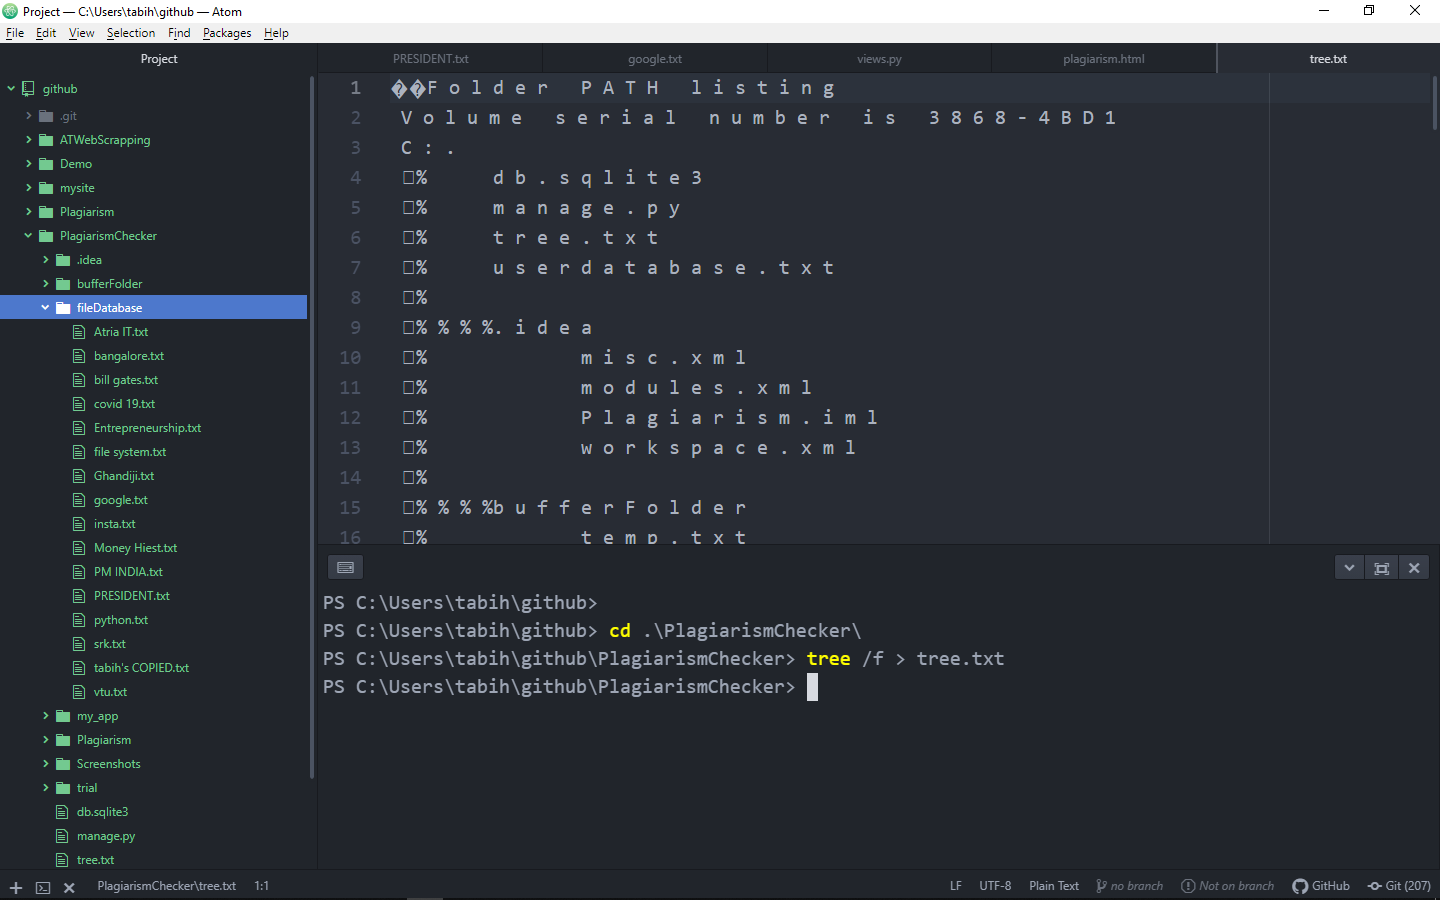 Project — C:\Users\tabih\github — Atom
File Edit View Selection Find Packages Help
Project
github
.git
ATWebScrapping
Demo
mysite
Plagiarism
PlagiarismChecker
.idea
bufferFolder
fileDatabase
Atria IT.txt
bangalore.txt
bill gates.txt
covid 19.txt
Entrepreneurship.txt
file system.txt
Ghandiji.txt
google.txt
insta.txt
Money Hiest.txt
PM INDIA.txt
PRESIDENT.txt
python.txt
srk.txt
tabih's COPIED.txt
vtu.txt
my_app
Plagiarism
Screenshots
trial
db.sqlite3
manage.py
tree.txt
PRESIDENT.txt google.txt views.py plagiarism.html tree.txt
1 ��F o l d e r   P A T H   l i s t i n g
2 V o l u m e   s e r i a l   n u m b e r   i s   3 8 6 8 - 4 B D 1
3 C : .
4 □%   d b . s q l i t e 3
5 □%   m a n a g e . p y
6 □%   t r e e . t x t
7 □%   u s e r d a t a b a s e . t x t
8 □%
9 □% % % %. i d e a
10 □%   m i s c . x m l
11 □%   m o d u l e s . x m l
12 □%   P l a g i a r i s m . i m l
13 □%   w o r k s p a c e . x m l
14 □%
15 □% % % %b u f f e r F o l d e r
16 □%   t e m p . t x t
PS C:\Users\tabih\github>
PS C:\Users\tabih\github> cd .\PlagiarismChecker\
PS C:\Users\tabih\github\PlagiarismChecker> tree /f > tree.txt
PS C:\Users\tabih\github\PlagiarismChecker>
PlagiarismChecker\tree.txt 1:1 LF UTF-8 Plain Text no branch Not on branch GitHub Git (207)